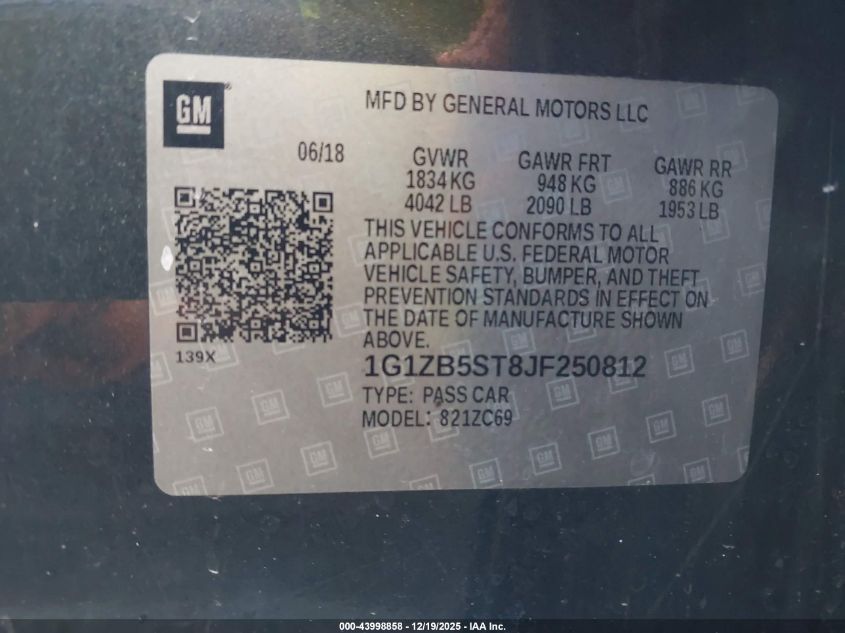 GM
MFD BY GENERAL MOTORS LLC
06/18
GVWR GAWR FRT GAWR RR
1834 KG 948 KG 886 KG
4042 LB 2090 LB 1953 LB
THIS VEHICLE CONFORMS TO ALL
APPLICABLE U.S. FEDERAL MOTOR
VEHICLE SAFETY, BUMPER, AND THEFT
PREVENTION STANDARDS IN EFFECT ON
THE DATE OF MANUFACTURE SHOWN
ABOVE.
139X
1G1ZB5ST8JF250812
TYPE: PASS CAR
MODEL: 821ZC69
000-43998858 - 12/19/2025 - IAA Inc.